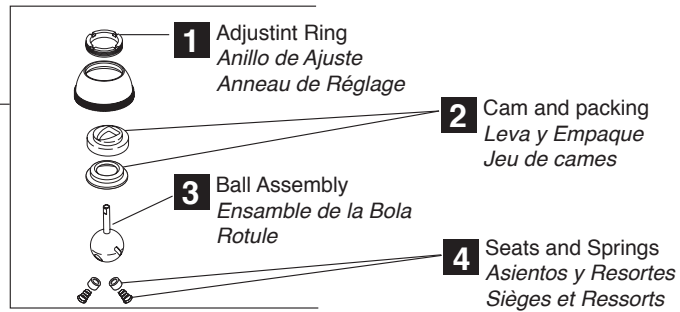 1 Adjustint Ring
Anillo de Ajuste
Anneau de Réglage
2 Cam and packing
Leva y Empaque
Jeu de cames
3 Ball Assembly
Ensamble de la Bola
Rotule
4 Seats and Springs
Asientos y Resortes
Sièges et Ressorts